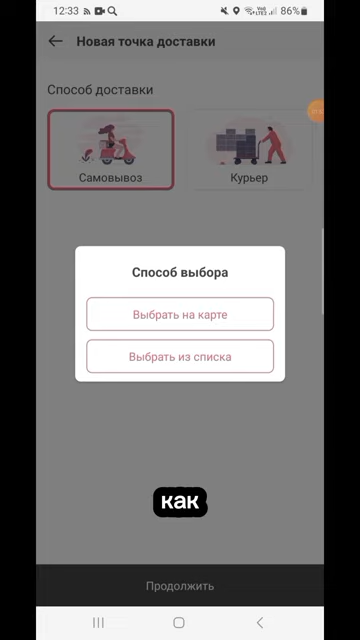 12:33 86%
Новая точка доставки
Способ доставки
Самовывоз Курьер
Способ выбора
Выбрать на карте
Выбрать из списка
как
Продолжить